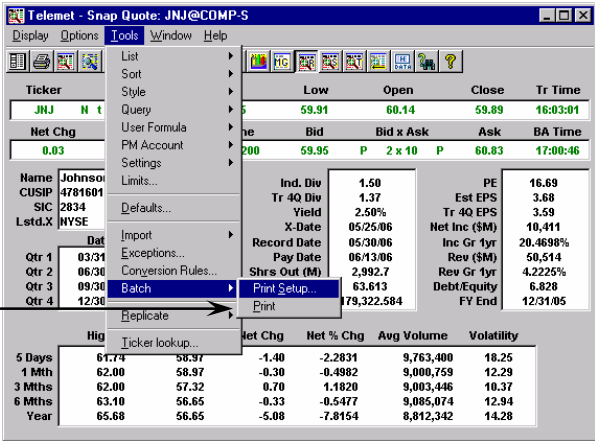 Telemet - Snap Quote: JNJ@COMP-S
Display Options Tools Window Help
MG H DATA ?
Ticker Low Open Close Tr Time
JNJ N t 5 59.91 60.14 59.89 16:03:01
Net Chg me Bid Bid x Ask Ask BA Time
0.03 200 59.95 P 2 x 10 P 60.83 17:00:46
List
Sort
Style
Query
User Formula
PM Account
Settings
Limits...
Defaults...
Import
Exceptions...
Conversion Rules...
Batch
Replicate
Ticker lookup...
Print Setup...
Print
Name Johnso
CUSIP 4781601
SIC 2834
Lstd.X NYSE
Dat
Qtr 1 03/31
Qtr 2 06/30
Qtr 3 09/30
Qtr 4 12/30
Ind. Div 1.50
Tr 4Q Div 1.37
Yield 2.50%
X-Date 05/25/06
Record Date 05/30/06
Pay Date 06/13/06
Shrs Out (M) 2,992.7
63.613
179,322.584
PE 16.69
Est EPS 3.68
Tr 4Q EPS 3.59
Net Inc ($M) 10,411
Inc Gr 1yr 20.4698%
Rev ($M) 50,514
Rev Gr 1yr 4.2225%
Debt/Equity 6.828
FY End 12/31/05
Hig Net Chg Net % Chg Avg Volume Volatility
5 Days 61.74 58.97 -1.40 -2.2831 9,763,400 18.25
1 Mth 62.00 58.97 -0.30 -0.4982 9,000,759 12.29
3 Mths 62.00 57.32 0.70 1.1820 9,003,446 10.37
6 Mths 63.10 56.65 -0.33 -0.5477 9,085,074 12.94
Year 65.68 56.65 -5.08 -7.8154 8,812,342 14.28